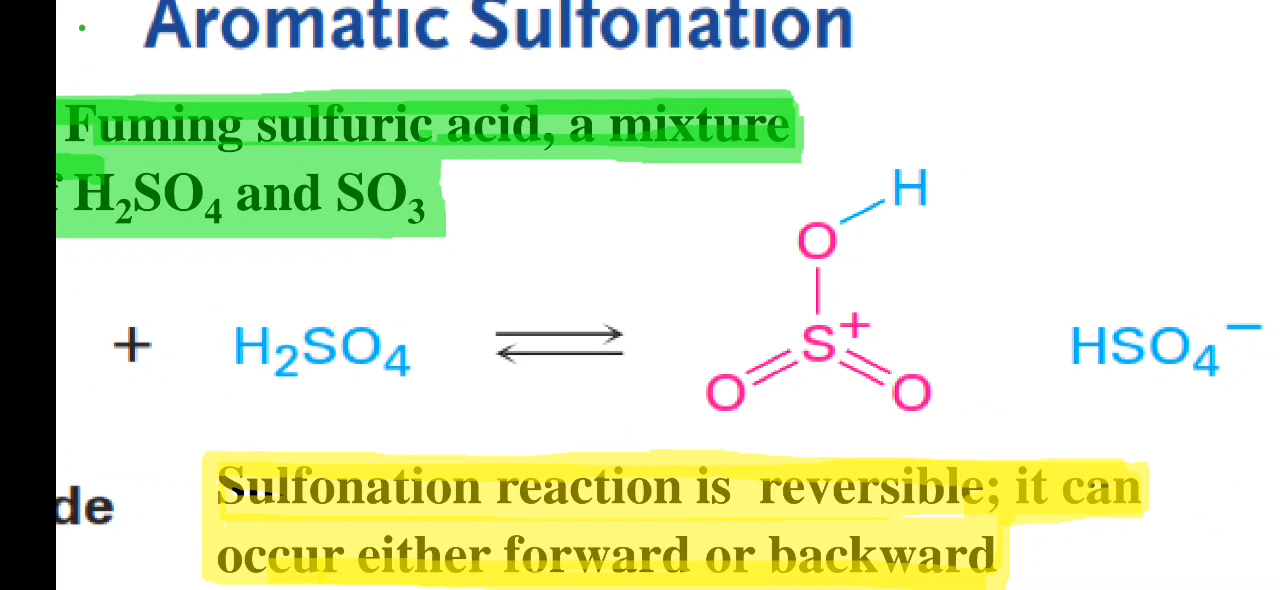 Aromatic Sulfonation
Fuming sulfuric acid, a mixture
f H₂SO₄ and SO₃
H
O
+ H₂SO₄ ⇌ S⁺ HSO₄⁻
O O
de
Sulfonation reaction is reversible; it can
occur either forward or backward